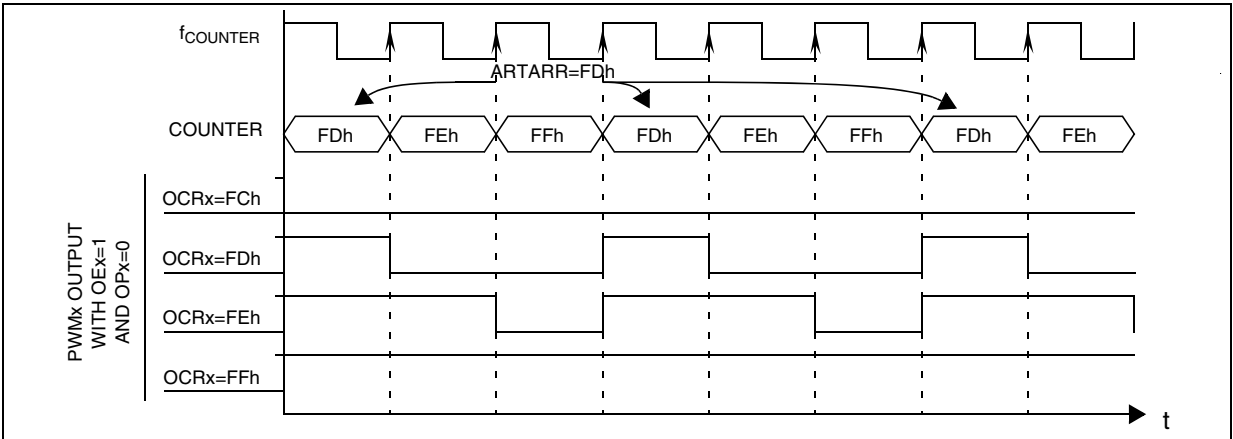 fCOUNTER
ARTARR=FDh
COUNTER
FDh FEh FFh FDh FEh FFh FDh FEh
OCRx=FCh
OCRx=FDh
OCRx=FEh
OCRx=FFh
PWMx OUTPUT
WITH OEx=1
AND OPx=0
t